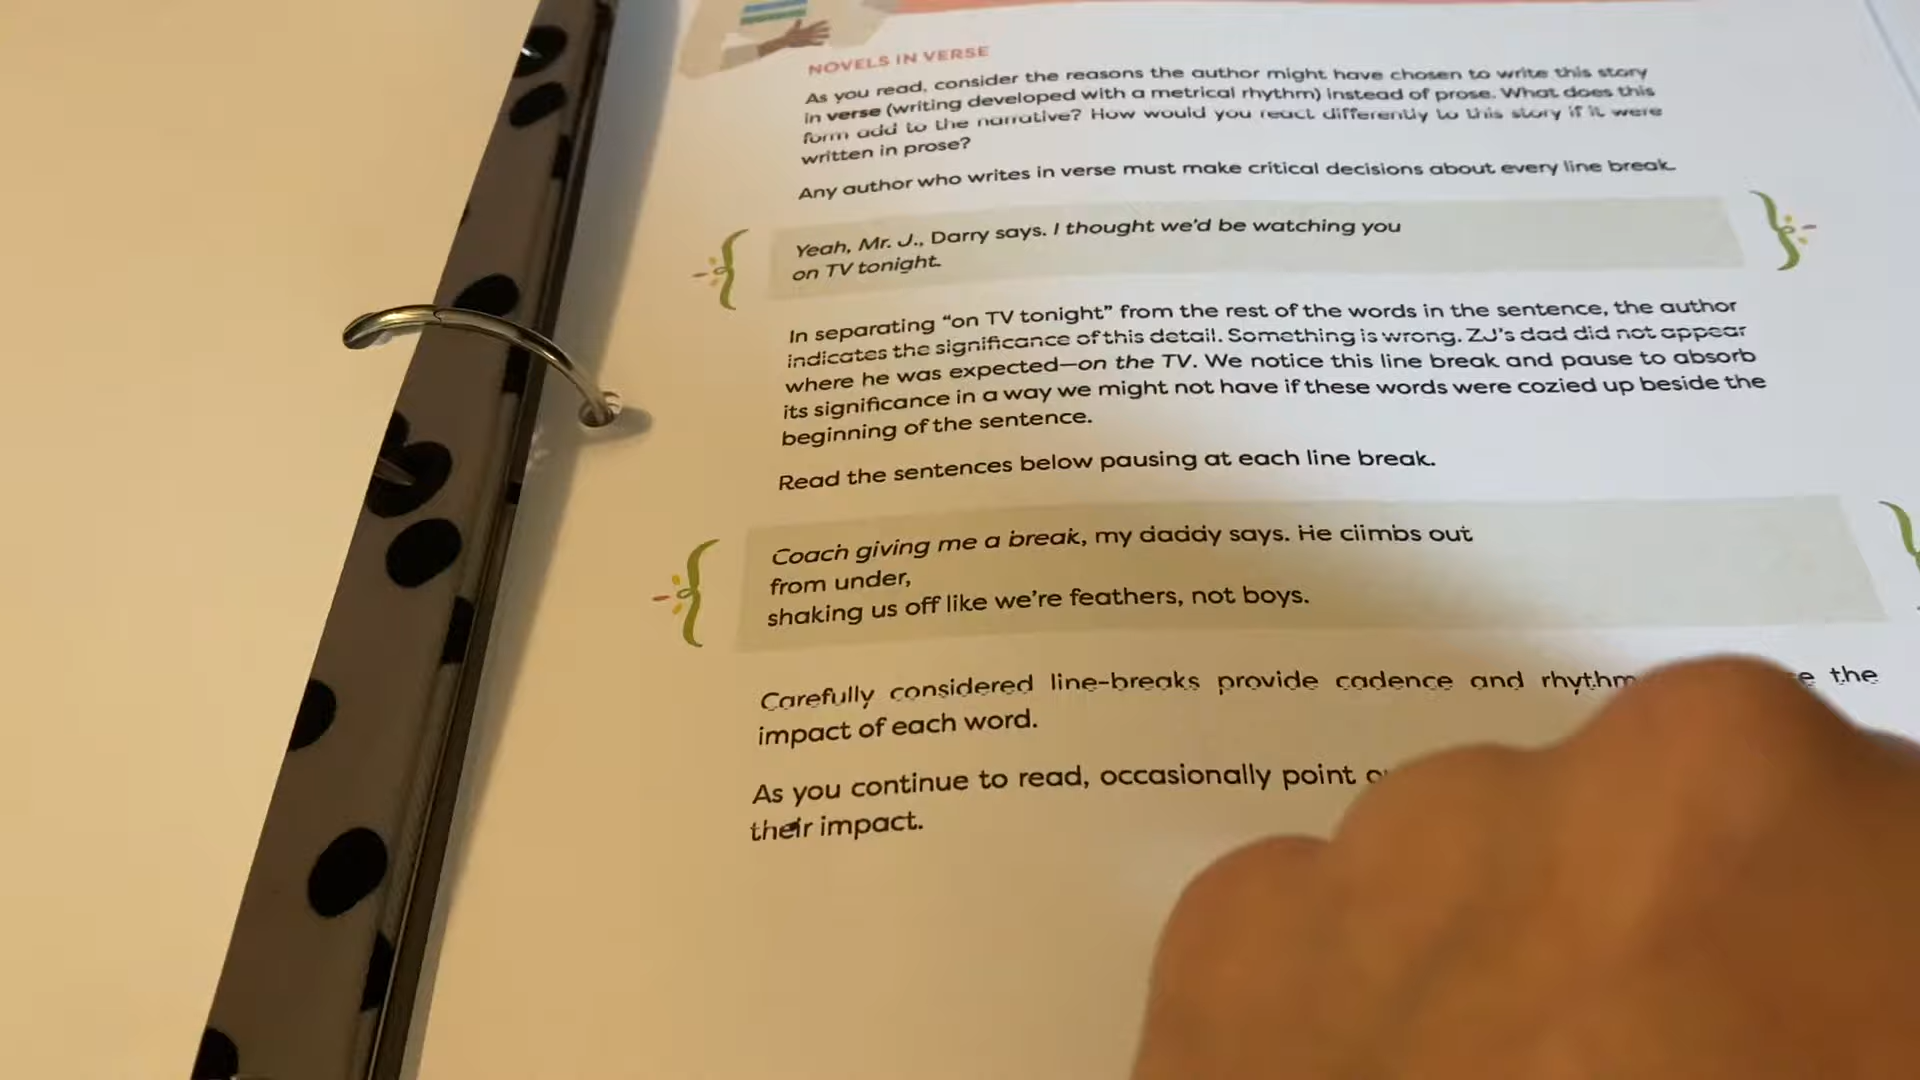 NOVELS IN VERSE
As you read, consider the reasons the author might have chosen to write this story
in verse (writing developed with a metrical rhythm) instead of prose. What does this
form add to the narrative? How would you react differently to this story if it were
written in prose?
Any author who writes in verse must make critical decisions about every line break.
Yeah, Mr. J., Darry says. I thought we'd be watching you
on TV tonight.
In separating “on TV tonight” from the rest of the words in the sentence, the author
indicates the significance of this detail. Something is wrong. ZJ's dad did not appear
where he was expected—on the TV. We notice this line break and pause to absorb
its significance in a way we might not have if these words were cozied up beside the
beginning of the sentence.
Read the sentences below pausing at each line break.
Coach giving me a break, my daddy says. He climbs out
from under,
shaking us off like we're feathers, not boys.
Carefully considered line-breaks provide cadence and rhythm the
impact of each word.
As you continue to read, occasionally point
their impact.